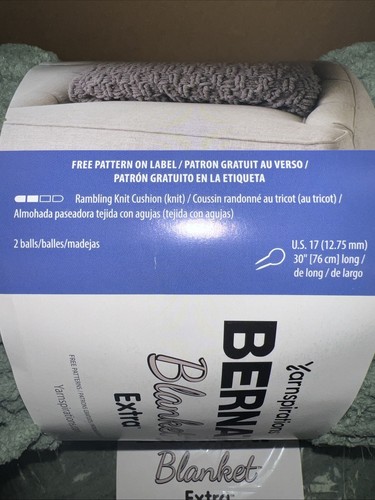 FREE PATTERN ON LABEL / PATRON GRATUIT AU VERSO /
PATRÓN GRATUITO EN LA ETIQUETA
Rambling Knit Cushion (knit) / Coussin randonné au tricot (au tricot) /
Almohada paseadora tejida con agujas (tejida con agujas)
2 balls/balles/madejas
U.S. 17 (12.75 mm)
30" [76 cm] long /
de long / de largo
Yarnspirations
BERNA
Blanket
Extra
Blanket
Extra